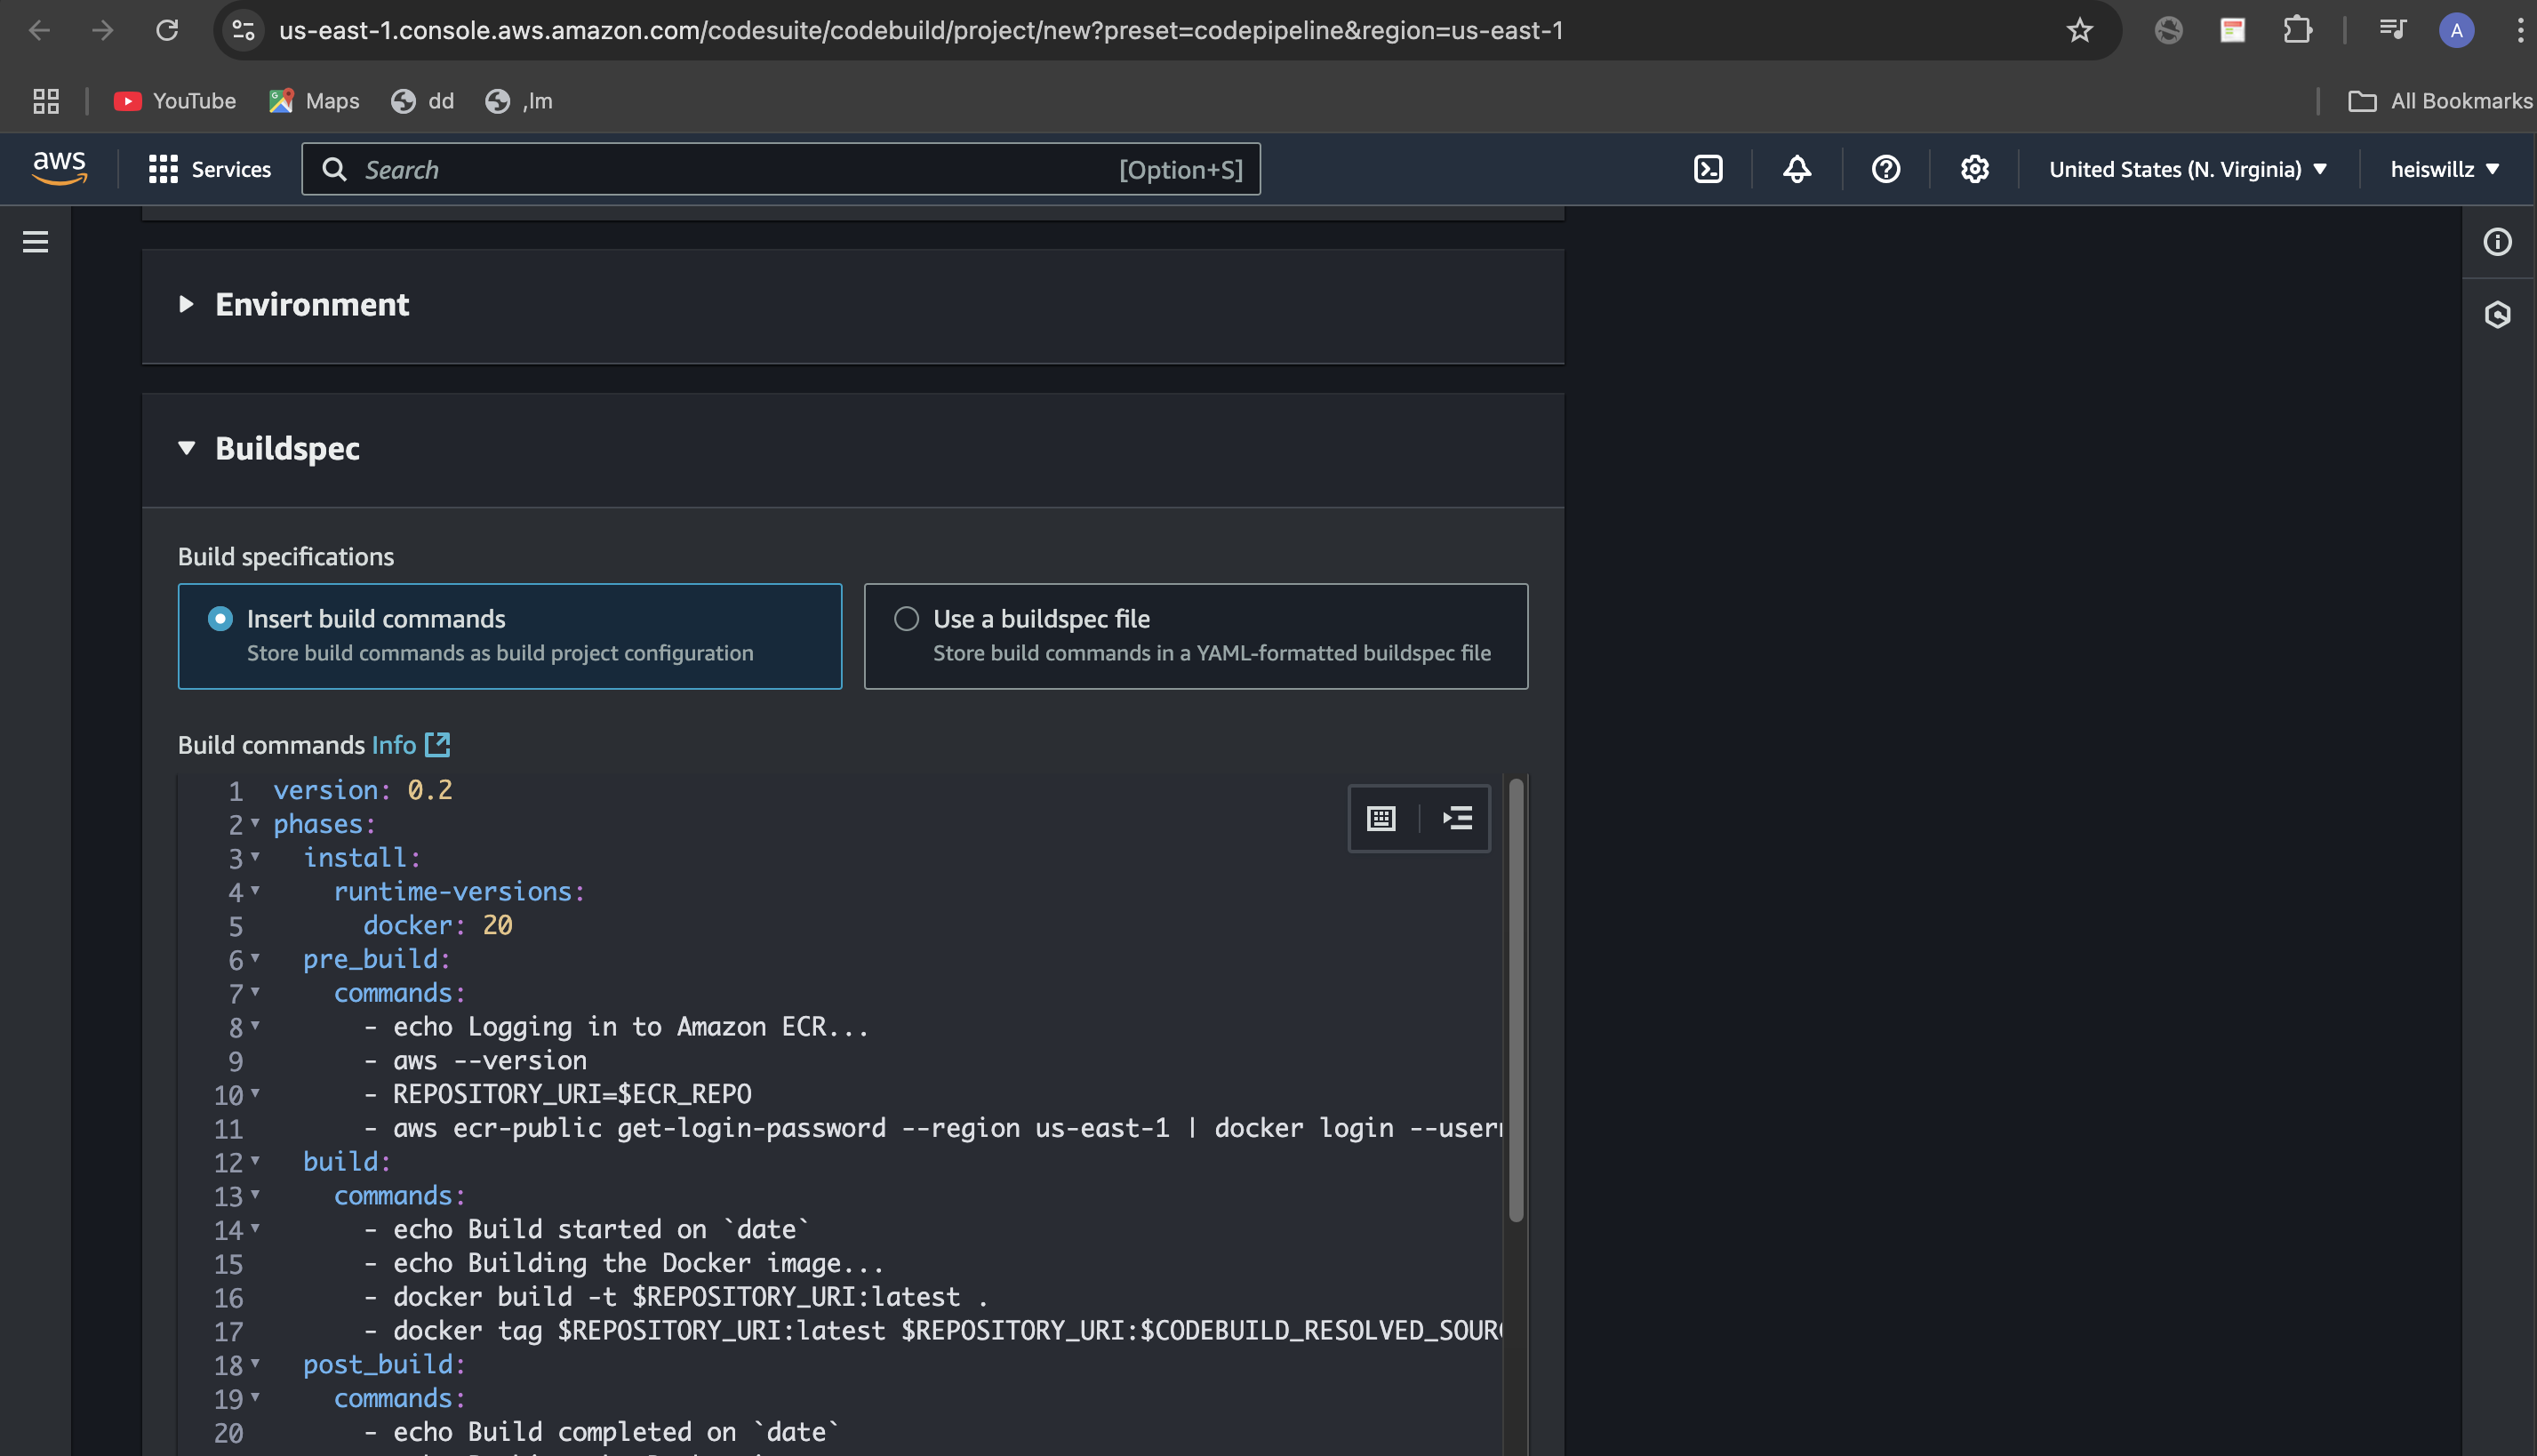 us-east-1.console.aws.amazon.com/codesuite/codebuild/project/new?preset=codepipeline&region=us-east-1
A
YouTube Maps dd ,lm All Bookmarks
aws Services Search [Option+S] United States (N. Virginia) heiswillz
Environment
Buildspec
Build specifications
Insert build commands
Store build commands as build project configuration
Use a buildspec file
Store build commands in a YAML-formatted buildspec file
Build commands Info
1 version: 0.2
2 phases:
3 install:
4 runtime-versions:
5 docker: 20
6 pre_build:
7 commands:
8 - echo Logging in to Amazon ECR...
9 - aws --version
10 - REPOSITORY_URI=$ECR_REPO
11 - aws ecr-public get-login-password --region us-east-1 | docker login --user
12 build:
13 commands:
14 - echo Build started on `date`
15 - echo Building the Docker image...
16 - docker build -t $REPOSITORY_URI:latest .
17 - docker tag $REPOSITORY_URI:latest $REPOSITORY_URI:$CODEBUILD_RESOLVED_SOUR
18 post_build:
19 commands:
20 - echo Build completed on `date`